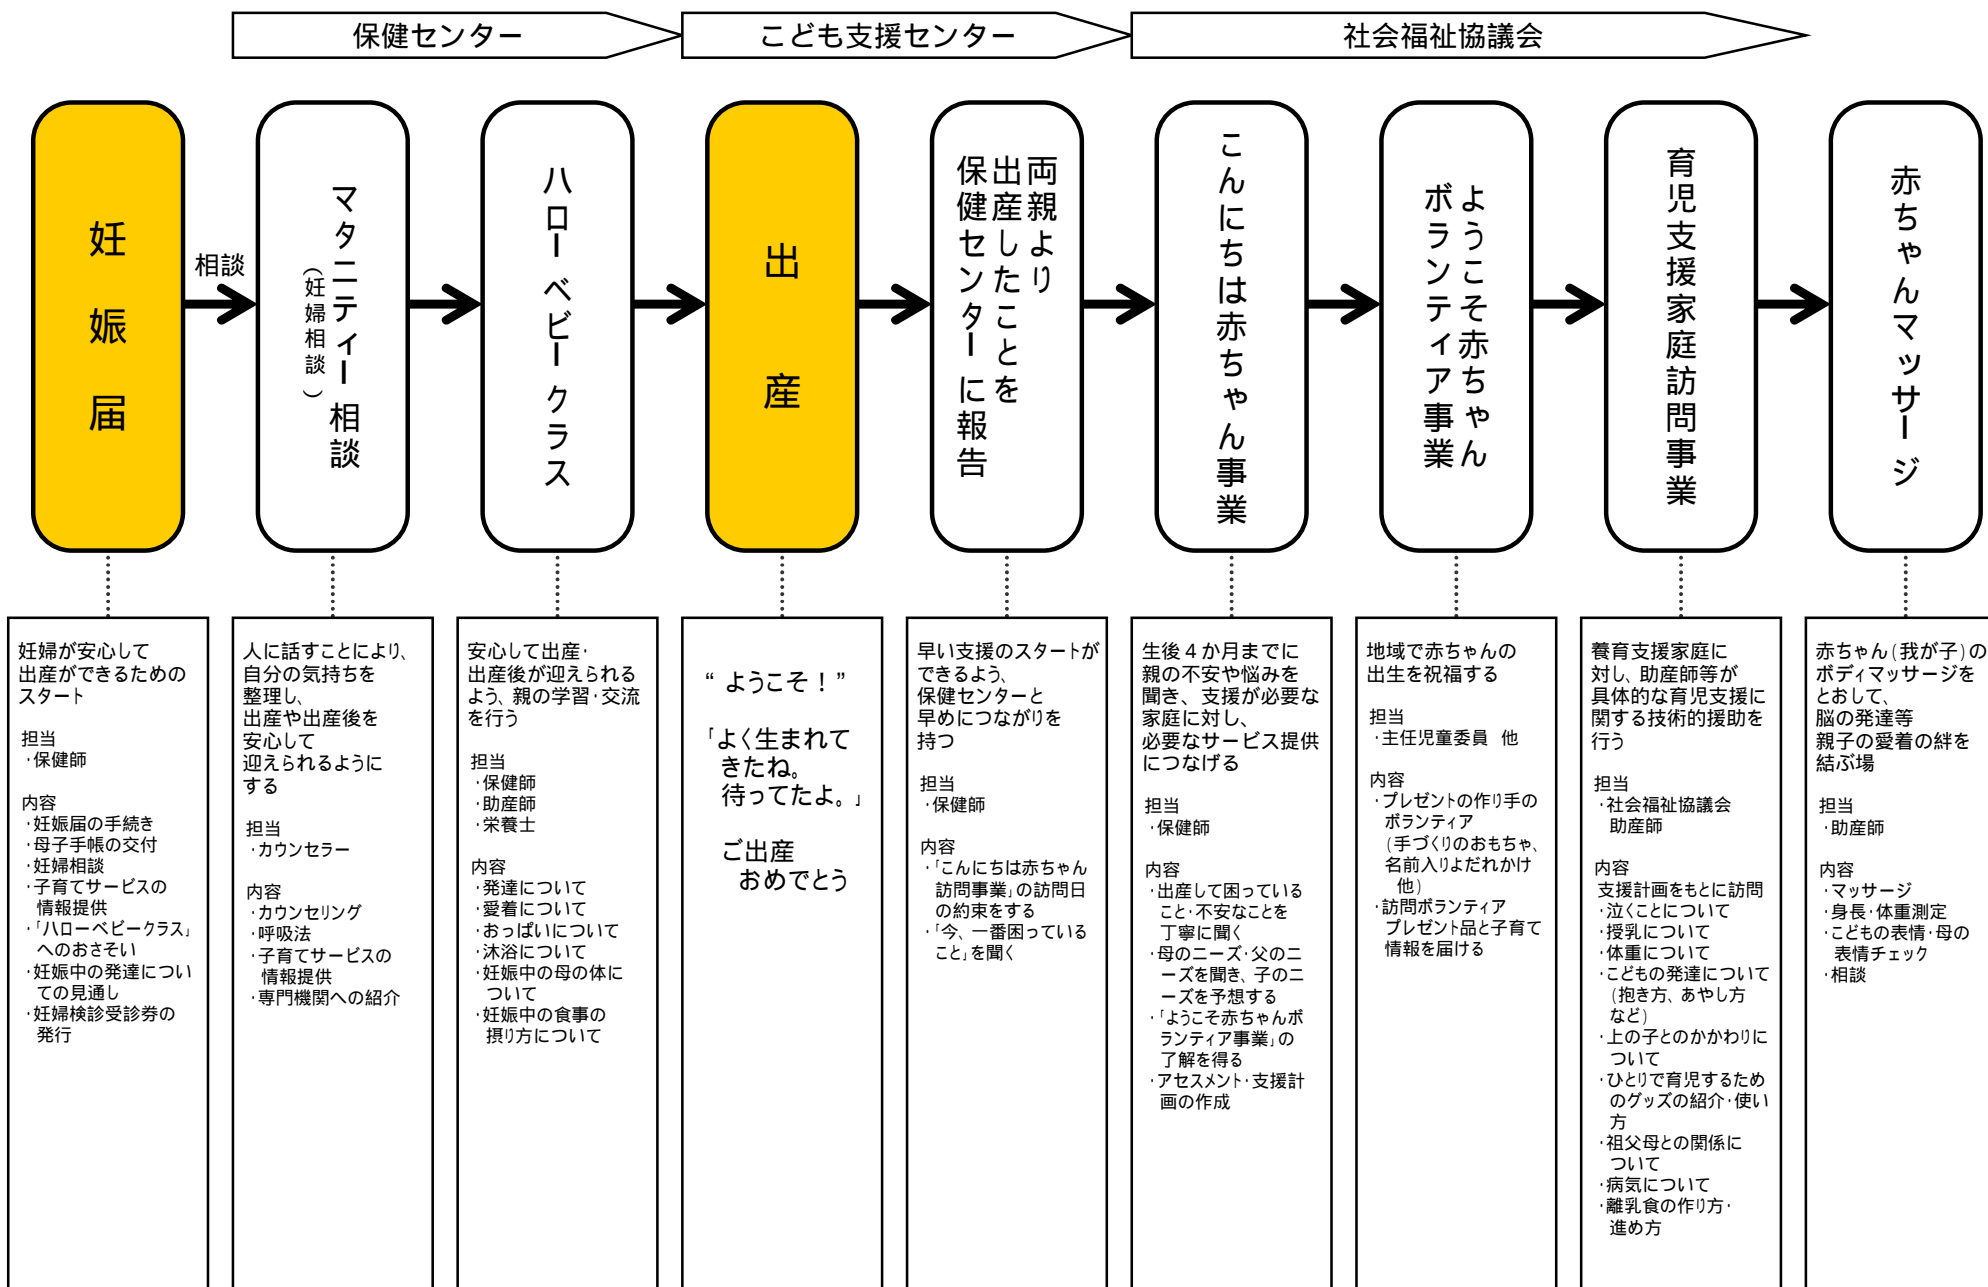 保健センター
こども支援センター
社会福祉協議会
妊娠届
相談
マタニティー相談
(妊婦相談)
ハローベビークラス
出産
両親より
出産したことを
保健センターに報告
こんにちは赤ちゃん事業
ようこそ赤ちゃん
ボランティア事業
育児支援家庭訪問事業
赤ちゃんマッサージ
妊婦が安心して
出産ができるための
スタート
担当
・保健師
内容
・妊娠届の手続き
・母子手帳の交付
・妊婦相談
・子育てサービスの
情報提供
・「ハローベビークラス」
へのおさそい
・妊娠中の発達につい
ての見通し
・妊婦検診受診券の
発行
人に話すことにより、
自分の気持ちを
整理し、
出産や出産後を
安心して
迎えられるように
する
担当
・カウンセラー
内容
・カウンセリング
・呼吸法
・子育てサービスの
情報提供
・専門機関への紹介
安心して出産・
出産後が迎えられる
よう、親の学習・交流
を行う
担当
・保健師
・助産師
・栄養士
内容
・発達について
・愛着について
・おっぱいについて
・沐浴について
・妊娠中の母の体に
ついて
・妊娠中の食事の
摂り方について
“ ようこそ！”
「よく生まれて
きたね。
待ってたよ。」
ご出産
おめでとう
早い支援のスタートが
できるよう、
保健センターと
早めにつながりを
持つ
担当
・保健師
内容
・「こんにちは赤ちゃん
訪問事業」の訪問日
の約束をする
・「今、一番困っている
こと」を聞く
生後４か月までに
親の不安や悩みを
聞き、支援が必要な
家庭に対し、
必要なサービス提供
につなげる
担当
・保健師
内容
・出産して困っている
こと・不安なことを
丁寧に聞く
・母のニーズ・父のニ
ーズを聞き、子のニ
ーズを予想する
・「ようこそ赤ちゃんボ
ランティア事業」の
了解を得る
・アセスメント・支援計
画の作成
地域で赤ちゃんの
出生を祝福する
担当
・主任児童委員 他
内容
・プレゼントの作り手の
ボランティア
(手づくりのおもちゃ、
名前入りよだれかけ
他)
・訪問ボランティア
プレゼント品と子育て
情報を届ける
養育支援家庭に
対し、助産師等が
具体的な育児支援に
関する技術的援助を
行う
担当
・社会福祉協議会
助産師
内容
支援計画をもとに訪問
・泣くことについて
・授乳について
・体重について
・こどもの発達について
(抱き方、あやし方
など)
・上の子とのかかわりに
ついて
・ひとりで育児するため
のグッズの紹介・使い
方
・祖父母との関係に
ついて
・病気について
・離乳食の作り方・
進め方
赤ちゃん(我が子)の
ボディマッサージを
とおして、
脳の発達等
親子の愛着の絆を
結ぶ場
担当
・助産師
内容
・マッサージ
・身長・体重測定
・こどもの表情・母の
表情チェック
・相談